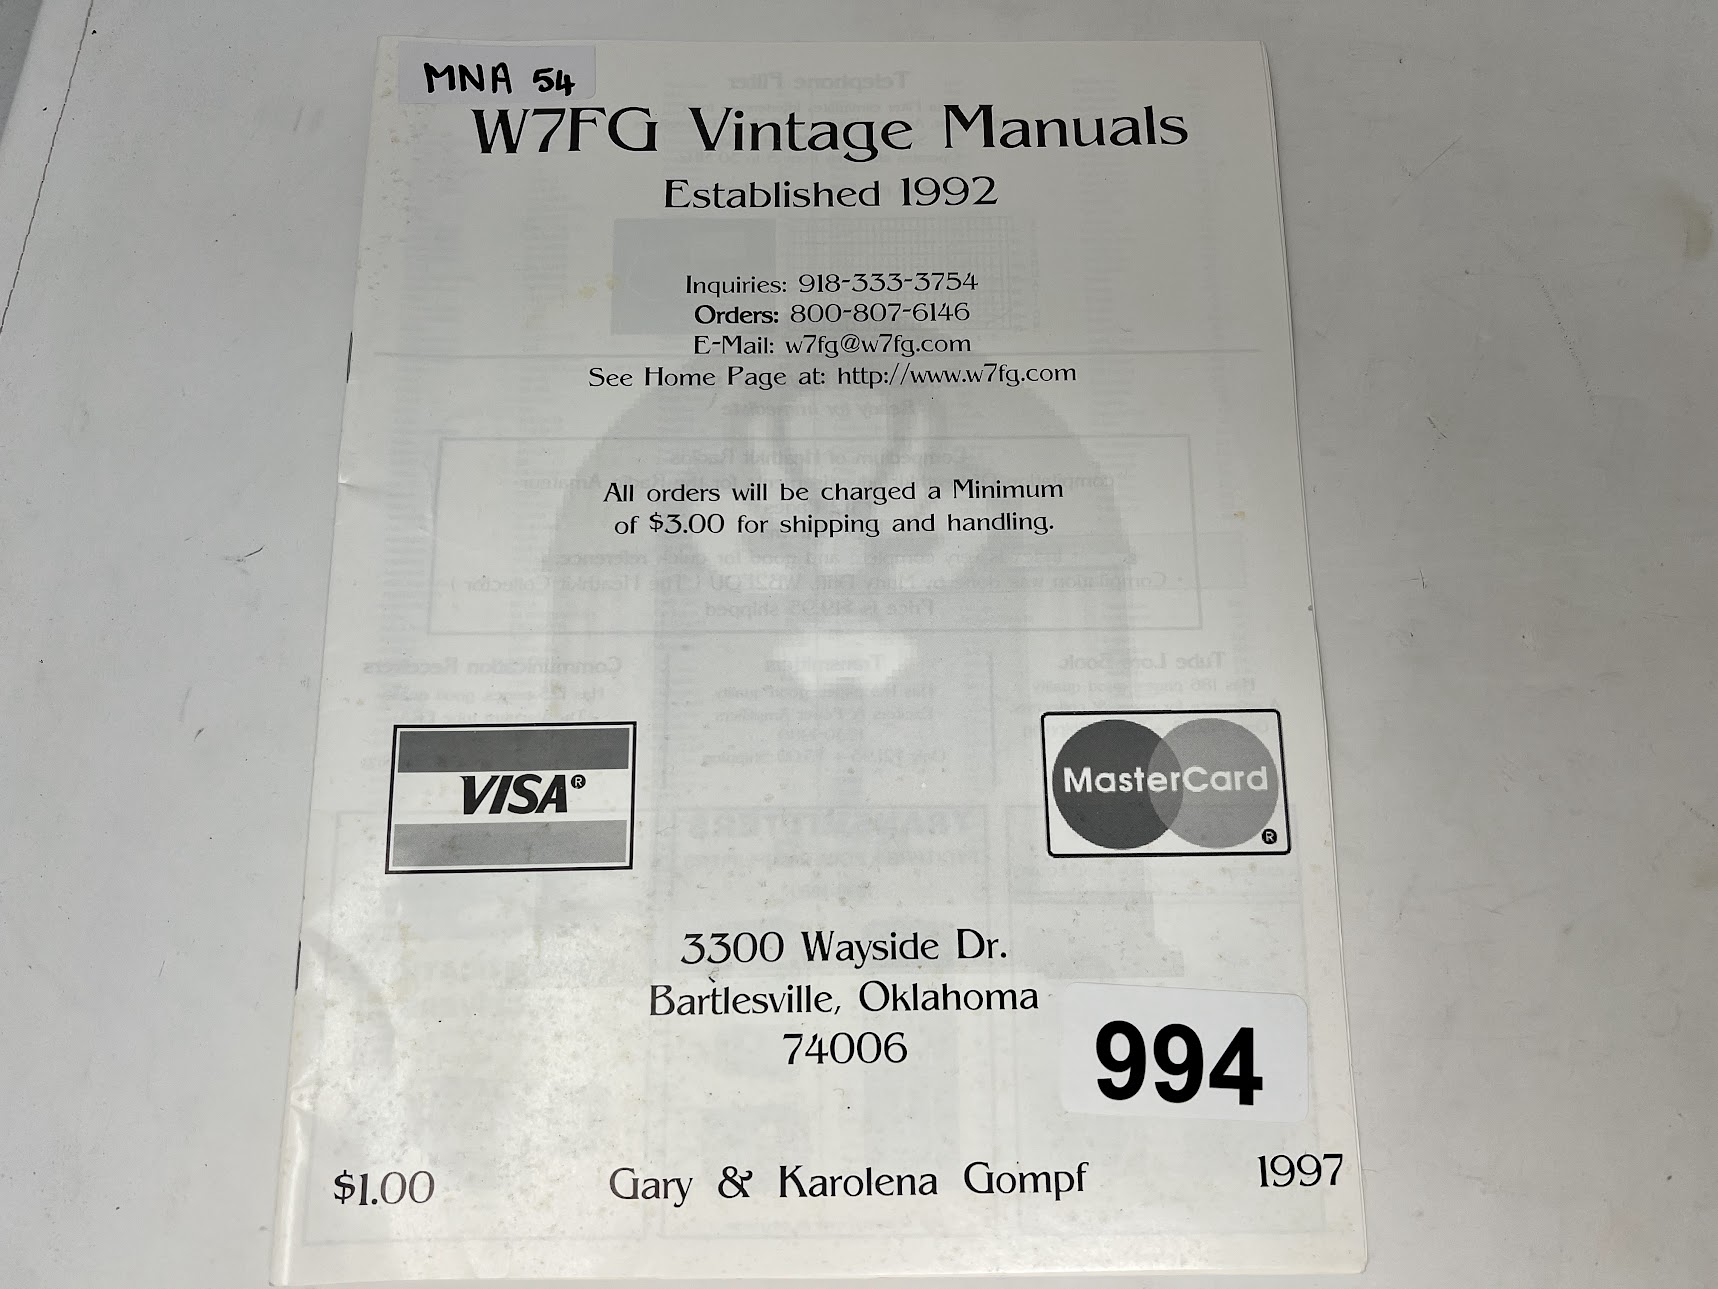 MNA 54
W7FG Vintage Manuals
Established 1992
Inquiries: 918-333-3754
Orders: 800-807-6146
E-Mail: w7fg@w7fg.com
See Home Page at: http://www.w7fg.com
All orders will be charged a Minimum
of $3.00 for shipping and handling.
VISA®
MasterCard
®
3300 Wayside Dr.
Bartlesville, Oklahoma
74006
994
$1.00 Gary & Karolena Gompf 1997